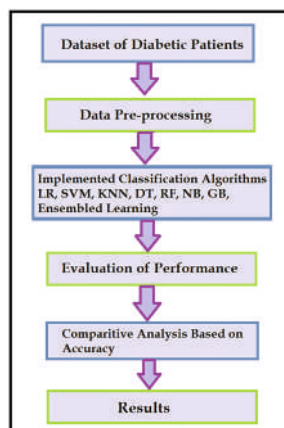 Dataset of Diabetic Patients
Data Pre-processing
Implemented Classification Algorithms
LR, SVM, KNN, DT, RF, NB, GB,
Ensembled Learning
Evaluation of Performance
Comparitive Analysis Based on
Accuracy
Results